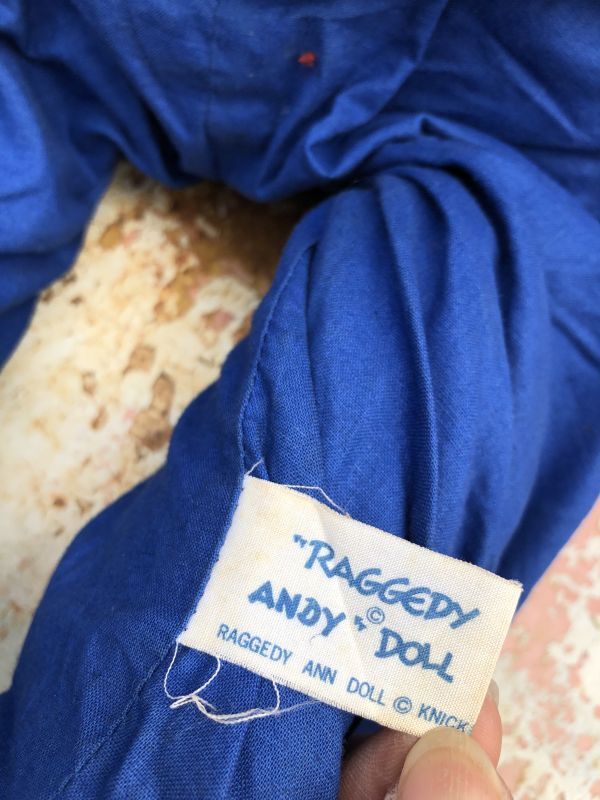 "RAGGEDY
©
ANDY" DOLL
RAGGEDY ANN DOLL © KNICK